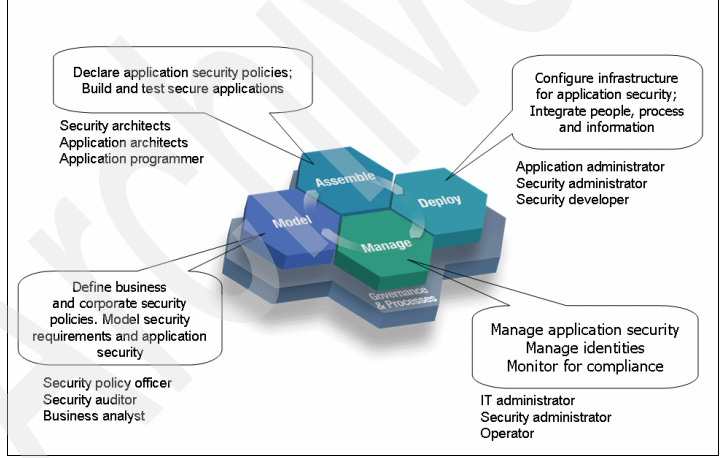 Declare application security policies;
Build and test secure applications
Security architects
Application architects
Application programmer
Configure infrastructure
for application security;
Integrate people, process
and information
Application administrator
Security administrator
Security developer
Assemble
Deploy
Model
Manage
Governance
& Processes
Define business
and corporate security
policies. Model security
requirements and application
security
Security policy officer
Security auditor
Business analyst
Manage application security
Manage identities
Monitor for compliance
IT administrator
Security administrator
Operator